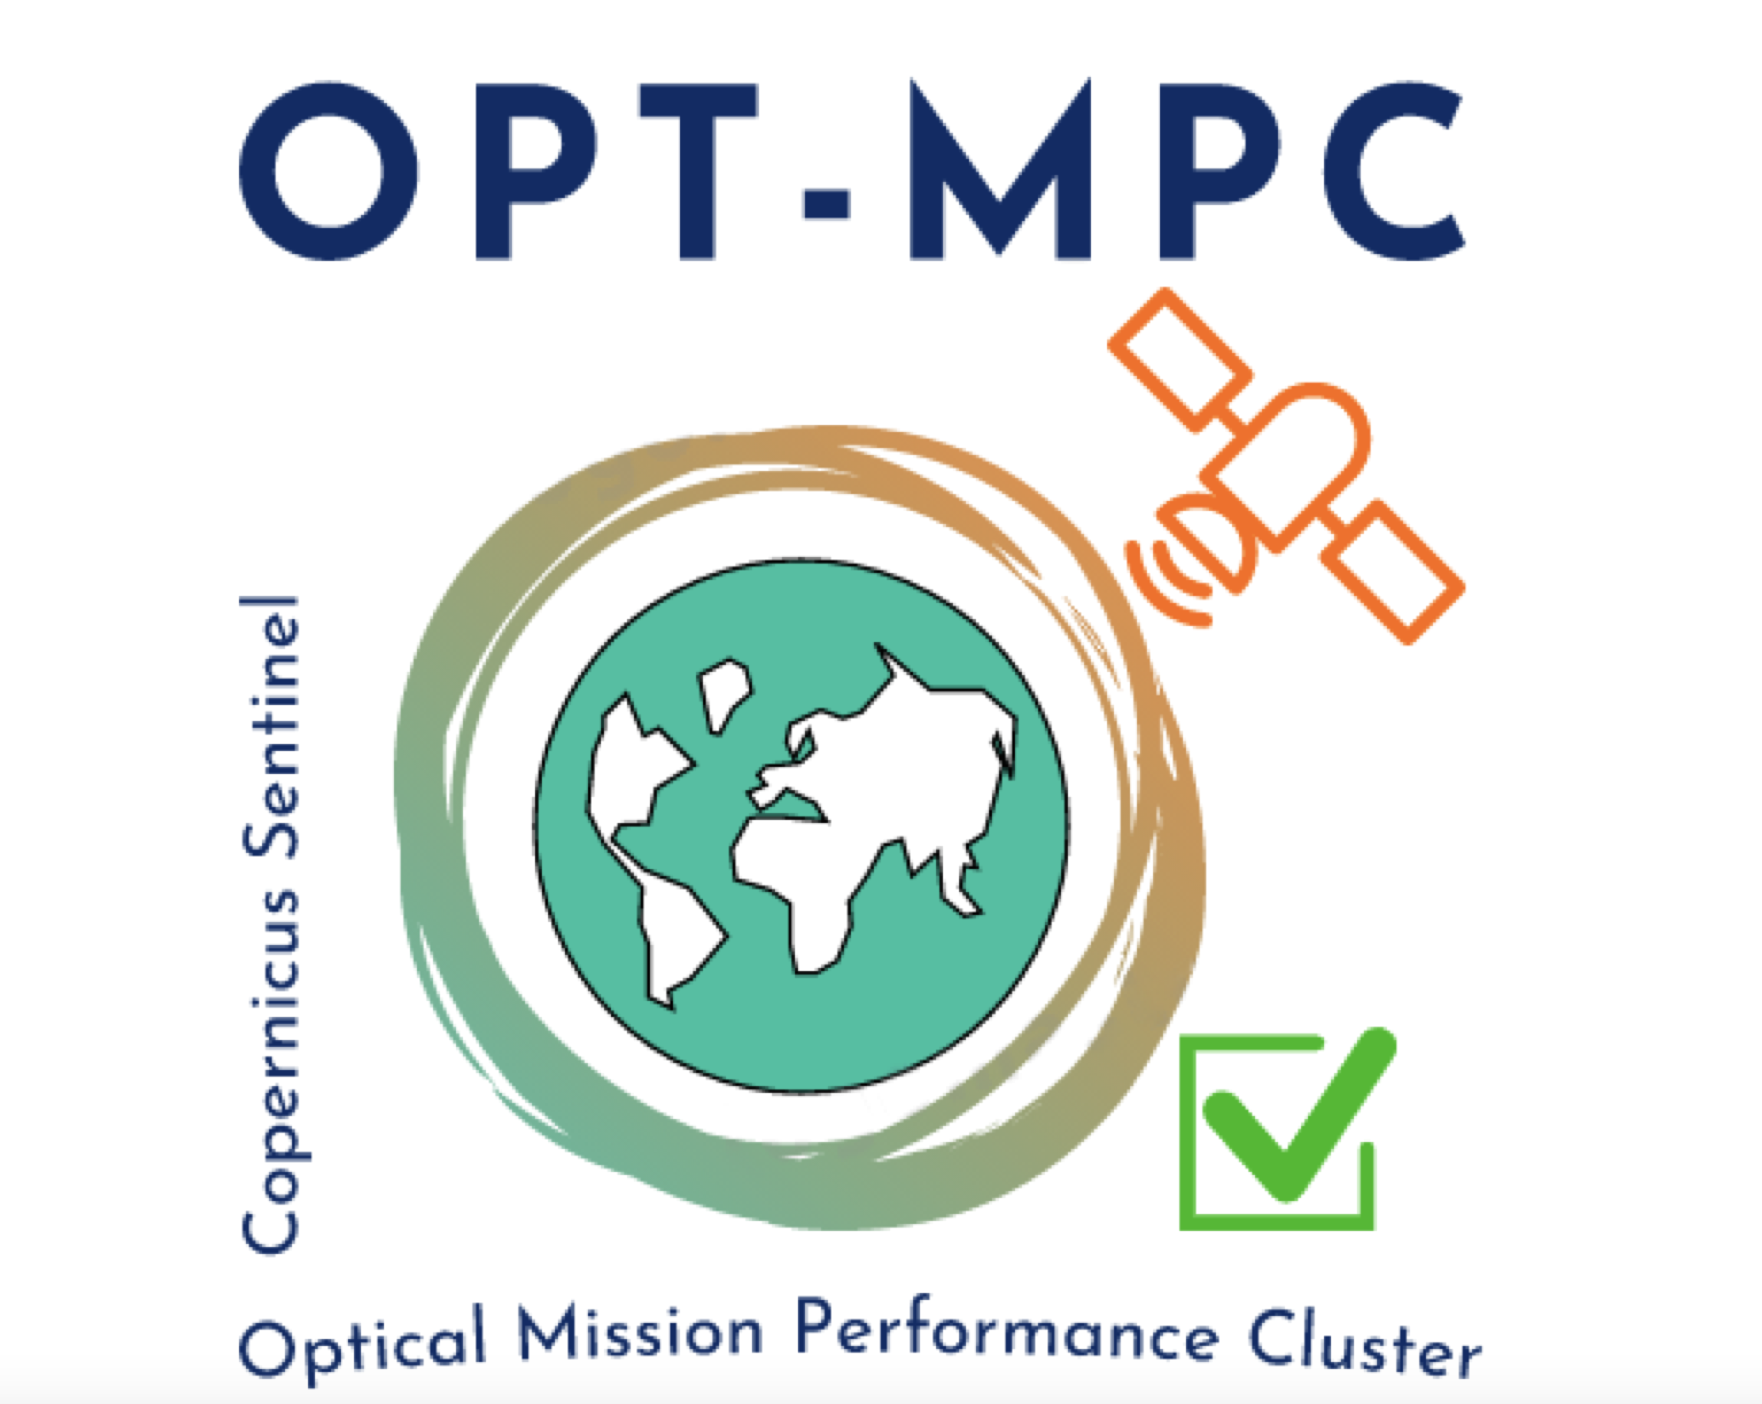 OPT-MPC
Copernicus Sentinel
Optical Mission Performance Cluster